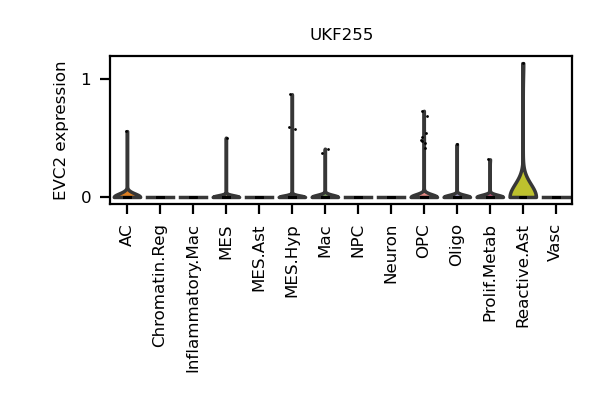 UKF255
EVC2 expression
1
0
AC
Chromatin.Reg
Inflammatory.Mac
MES
MES.Ast
MES.Hyp
Mac
NPC
Neuron
OPC
Oligo
Prolif.Metab
Reactive.Ast
Vasc